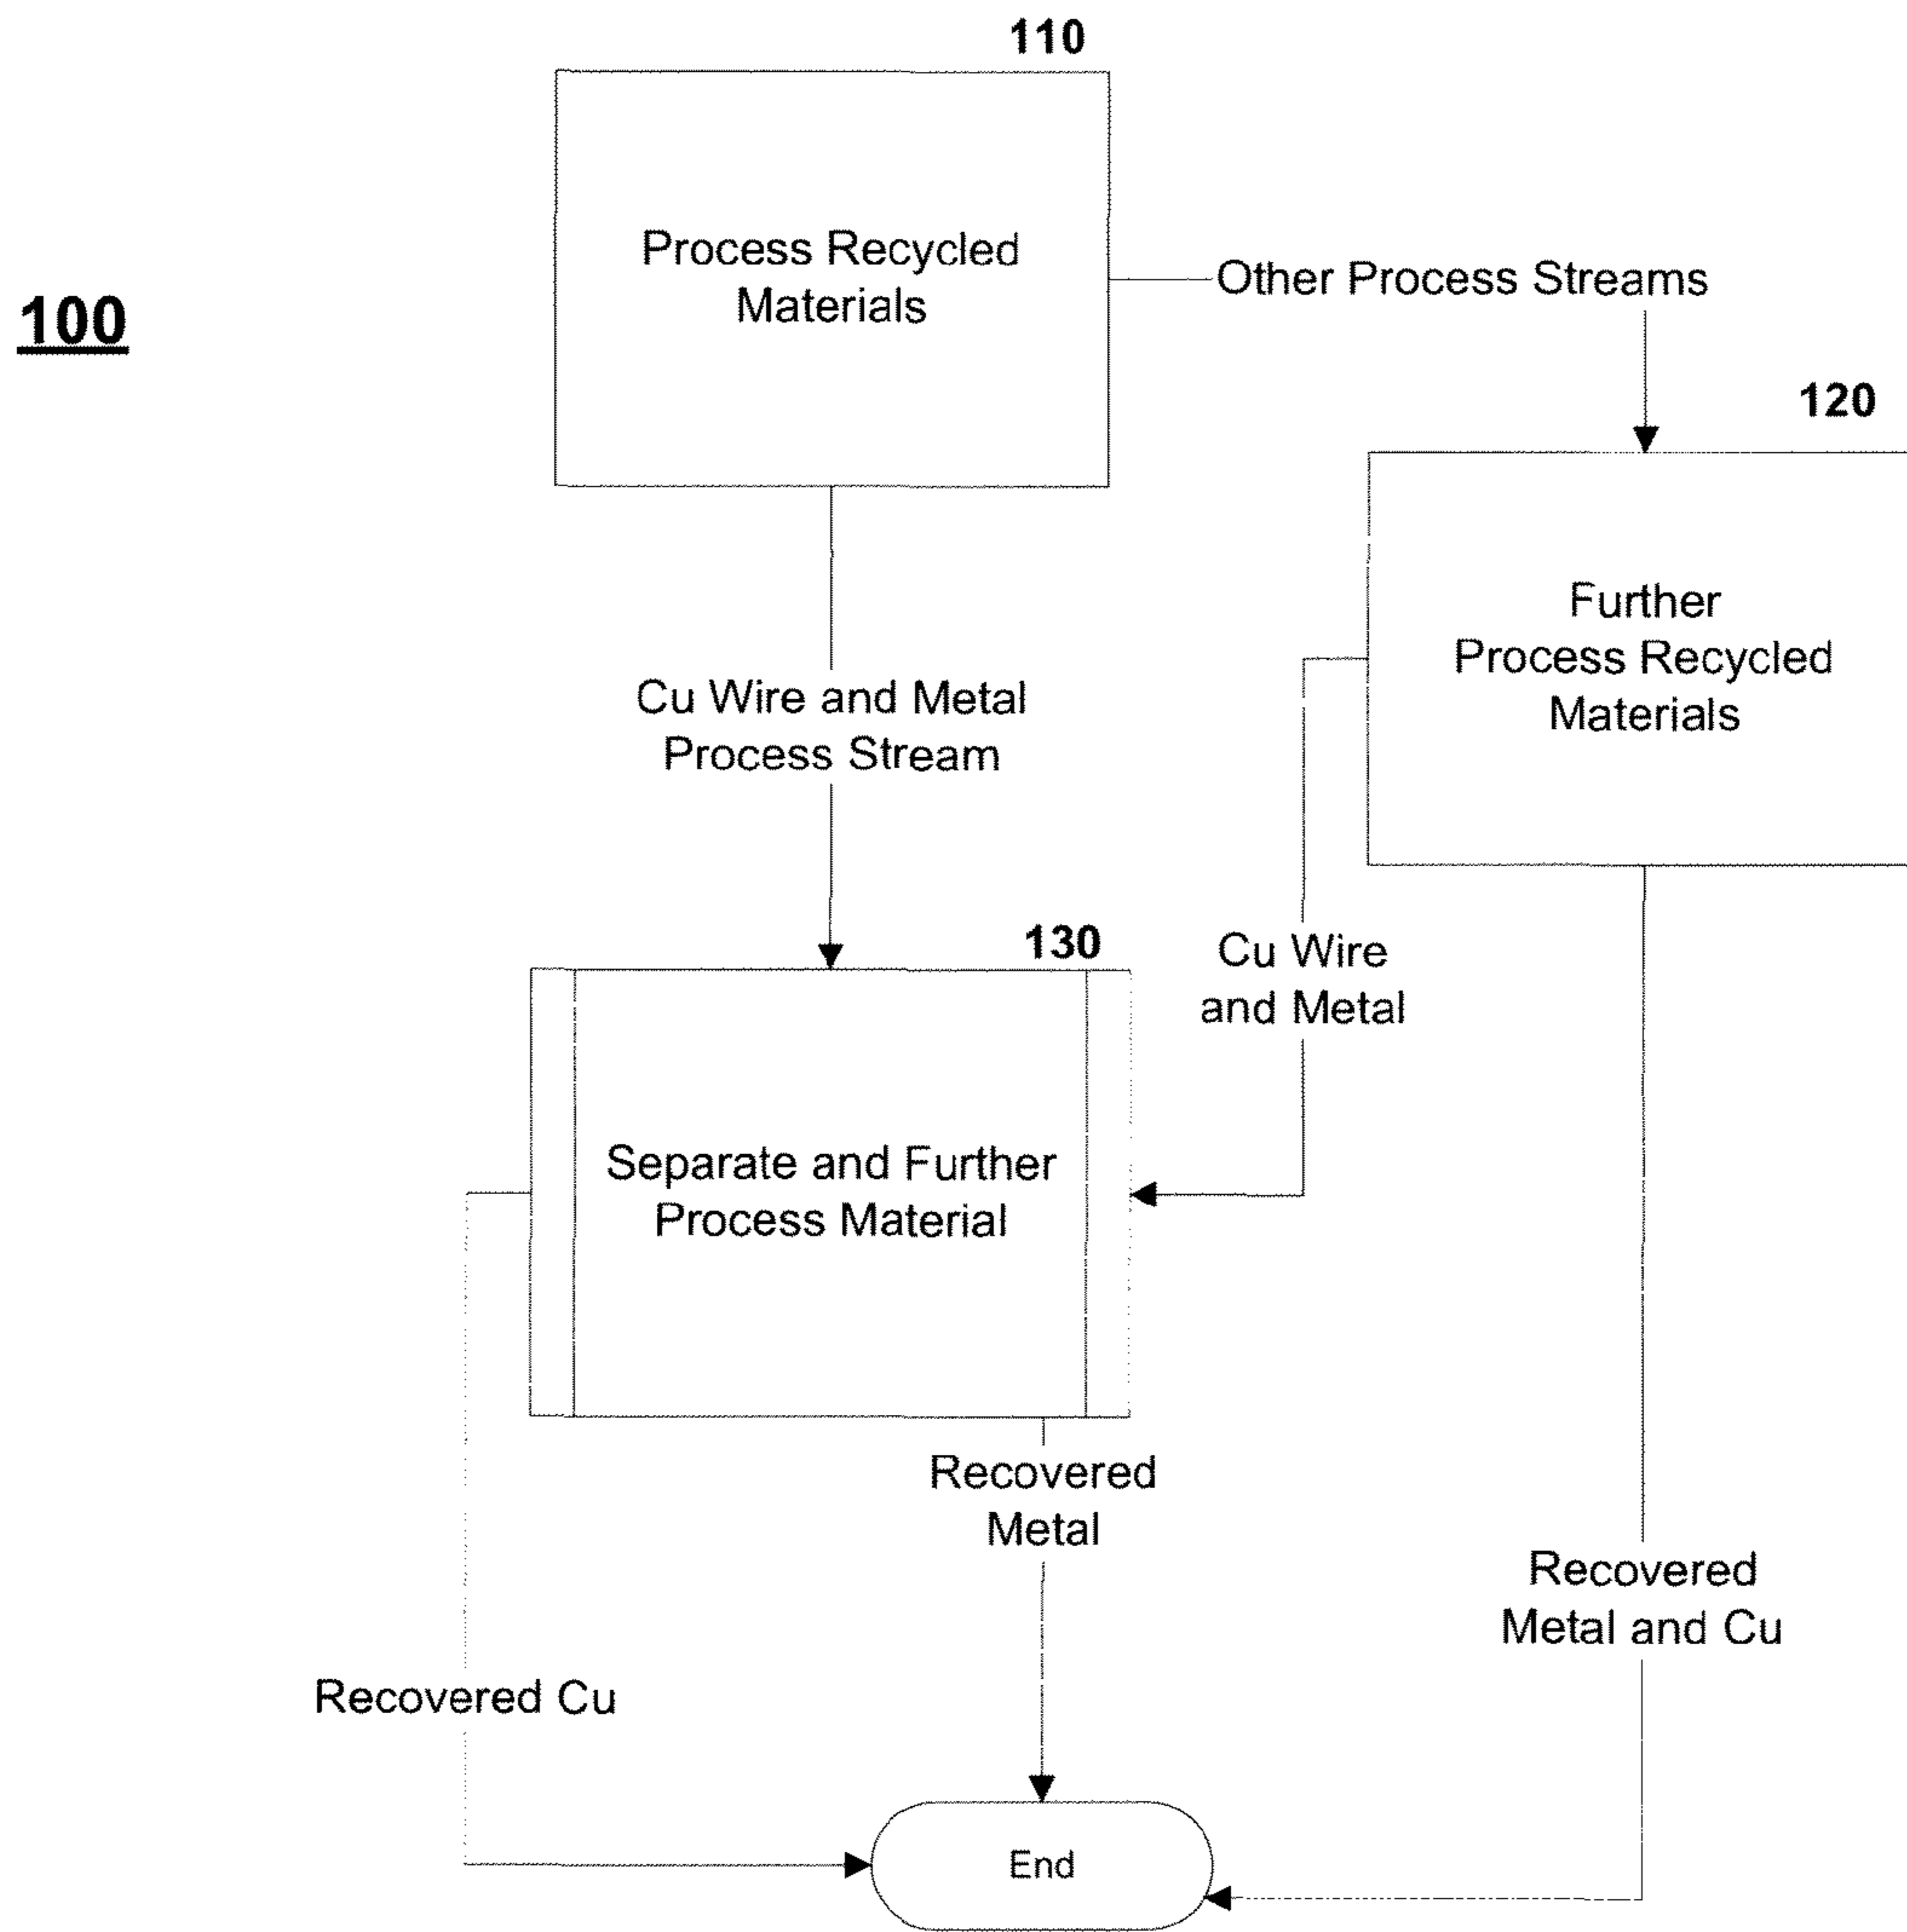 110
Process Recycled
Materials
100
Other Process Streams
120
Further
Process Recycled
Materials
Cu Wire and Metal
Process Stream
130
Cu Wire
and Metal
Separate and Further
Process Material
Recovered
Metal
Recovered
Metal and Cu
Recovered Cu
End